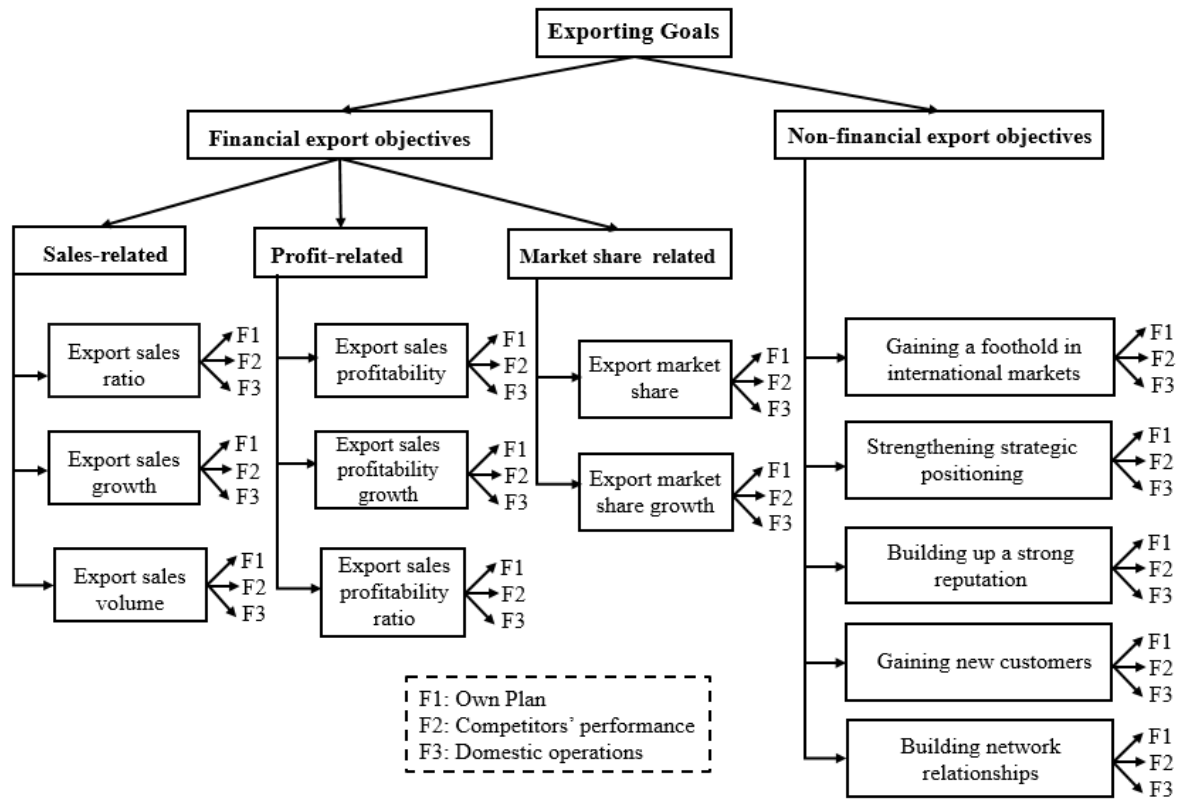 Exporting Goals
Financial export objectives
Non-financial export objectives
Sales-related
Profit-related
Market share related
Export sales
ratio
F1
F2
F3
Export sales
growth
F1
F2
F3
Export sales
volume
F1
F2
F3
Export sales
profitability
F1
F2
F3
Export sales
profitability
growth
F1
F2
F3
Export sales
profitability
ratio
F1
F2
F3
Export market
share
F1
F2
F3
Export market
share growth
F1
F2
F3
Gaining a foothold in
international markets
F1
F2
F3
Strengthening strategic
positioning
F1
F2
F3
Building up a strong
reputation
F1
F2
F3
Gaining new customers
F1
F2
F3
Building network
relationships
F1
F2
F3
F1: Own Plan
F2: Competitors’ performance
F3: Domestic operations